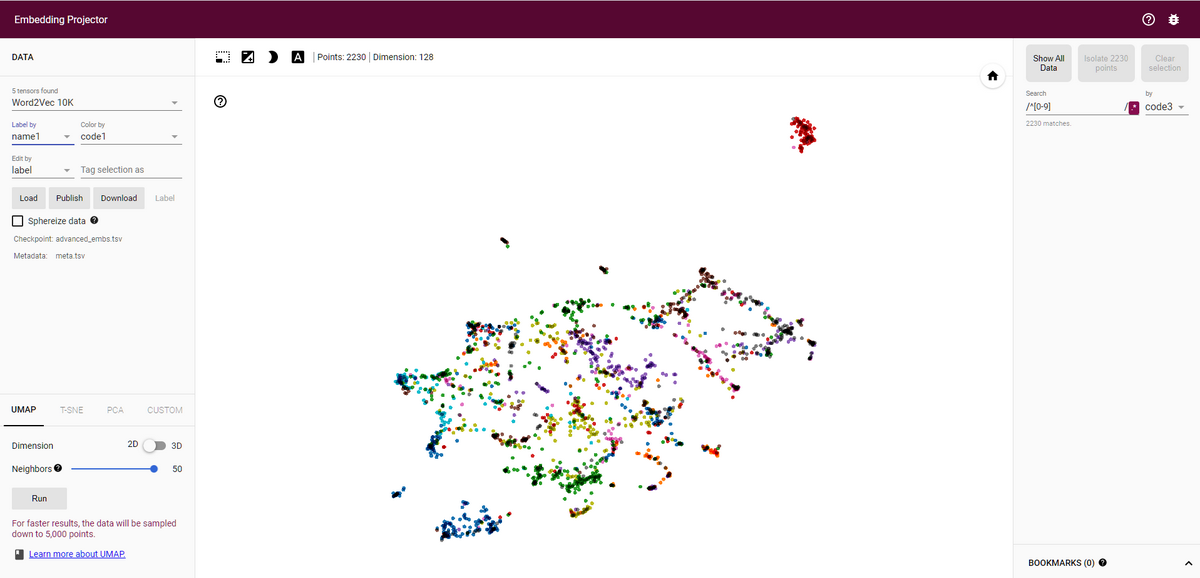 Embedding Projector
DATA
5 tensors found
Word2Vec 10K
Label by Color by
name1 code1
Edit by
label Tag selection as
Load Publish Download Label
Sphereize data
Checkpoint: advanced_embs.tsv
Metadata: meta.tsv
UMAP T-SNE PCA CUSTOM
Dimension 2D 3D
Neighbors 50
Run
For faster results, the data will be sampled
down to 5,000 points.
Learn more about UMAP.
A | Points: 2230 | Dimension: 128
Show All
Data
Isolate 2230
points
Clear
selection
Search by
/^[0-9] / .* code3
2230 matches.
BOOKMARKS (0)